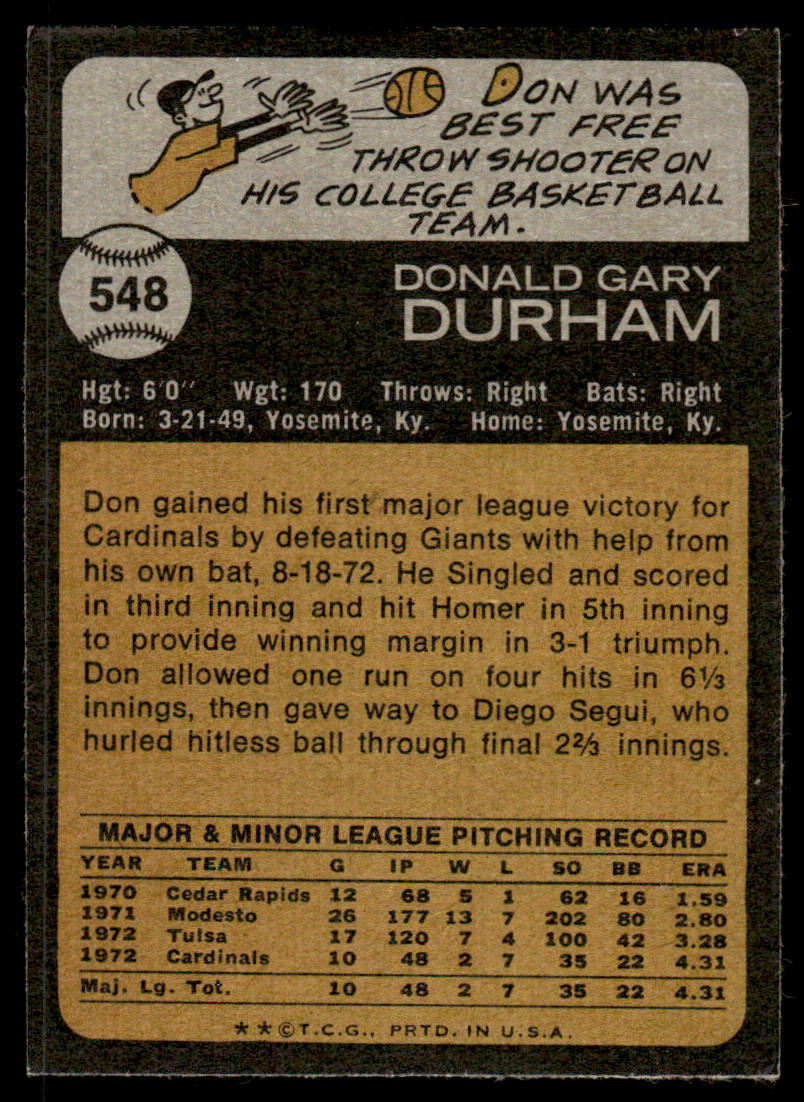 DON WAS
BEST FREE
THROW SHOOTER ON
HIS COLLEGE BASKETBALL
TEAM.
548
DONALD GARY
DURHAM
Hgt: 6'0" Wgt: 170 Throws: Right Bats: Right
Born: 3-21-49, Yosemite, Ky. Home: Yosemite, Ky.
Don gained his first major league victory for
Cardinals by defeating Giants with help from
his own bat, 8-18-72. He Singled and scored
in third inning and hit Homer in 5th inning
to provide winning margin in 3-1 triumph.
Don allowed one run on four hits in 6⅓
innings, then gave way to Diego Segui, who
hurled hitless ball through final 2⅔ innings.
MAJOR & MINOR LEAGUE PITCHING RECORD
YEAR TEAM G IP W L SO BB ERA
1970 Cedar Rapids 12 68 5 1 62 16 1.59
1971 Modesto 26 177 13 7 202 80 2.80
1972 Tulsa 17 120 7 4 100 42 3.28
1972 Cardinals 10 48 2 7 35 22 4.31
Maj. Lg. Tot. 10 48 2 7 35 22 4.31
**©T.C.G., PRTD. IN U.S.A.